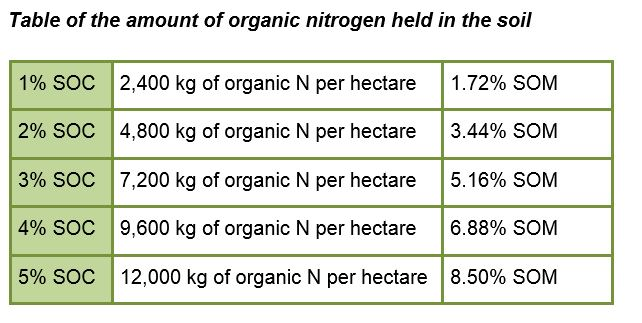 Table of the amount of organic nitrogen held in the soil
1% SOC 2,400 kg of organic N per hectare 1.72% SOM
2% SOC 4,800 kg of organic N per hectare 3.44% SOM
3% SOC 7,200 kg of organic N per hectare 5.16% SOM
4% SOC 9,600 kg of organic N per hectare 6.88% SOM
5% SOC 12,000 kg of organic N per hectare 8.50% SOM